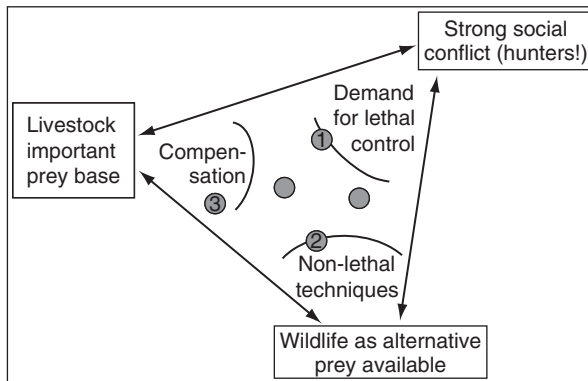 Strong social
conflict (hunters!)
Livestock
important
prey base
Demand
for lethal
control
Compen-
sation
1
3
2
Non-lethal
techniques
Wildlife as alternative
prey available